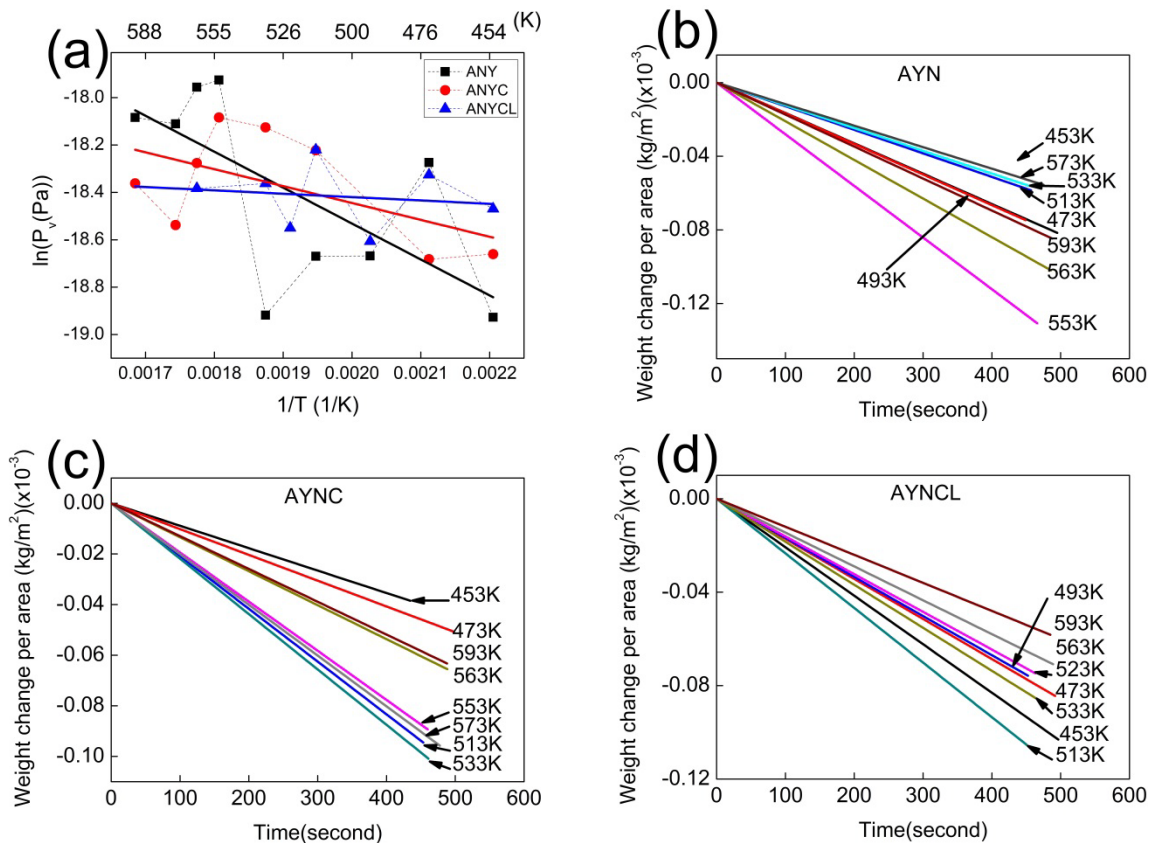 (a)
588 555 526 500 476 454 (K)
ANY
ANYC
ANYCL
-18.0
-18.2
-18.4
-18.6
-18.8
-19.0
ln(Pv(Pa))
0.0017 0.0018 0.0019 0.0020 0.0021 0.0022
1/T (1/K)
(b)
AYN
Weight change per area (kg/m²)(x10⁻³)
0.00
-0.04
-0.08
-0.12
453K
573K
533K
513K
473K
593K
493K
563K
553K
0 100 200 300 400 500 600
Time(second)
(c)
AYNC
Weight change per area (kg/m²)(x10⁻³)
0.00
-0.02
-0.04
-0.06
-0.08
-0.10
453K
473K
593K
563K
553K
573K
513K
533K
0 100 200 300 400 500 600
Time(second)
(d)
AYNCL
Weight change per area (kg/m²)(x10⁻³)
0.00
-0.04
-0.08
-0.12
493K
593K
563K
523K
473K
533K
453K
513K
0 100 200 300 400 500 600
Time(second)